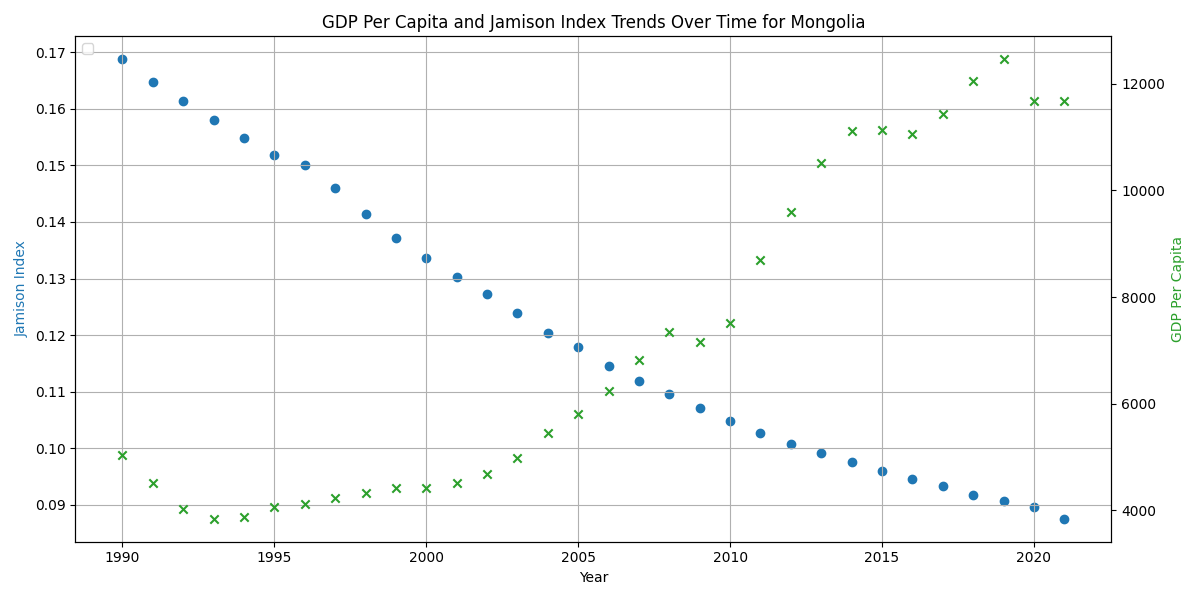 GDP Per Capita and Jamison Index Trends Over Time for Mongolia
0.17
0.16
0.15
0.14
0.13
0.12
0.11
0.10
0.09
Jamison Index
12000
10000
8000
6000
4000
GDP Per Capita
1990 1995 2000 2005 2010 2015 2020
Year